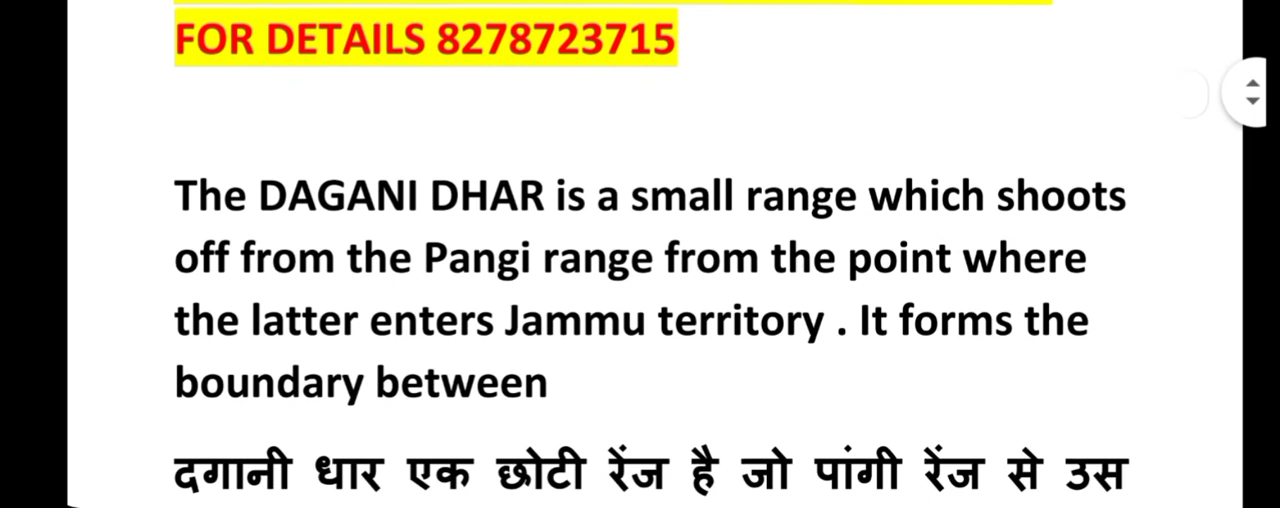 FOR DETAILS 8278723715
The DAGANI DHAR is a small range which shoots
off from the Pangi range from the point where
the latter enters Jammu territory . It forms the
boundary between
दगानी धार एक छोटी रेंज है जो पांगी रेंज से उस